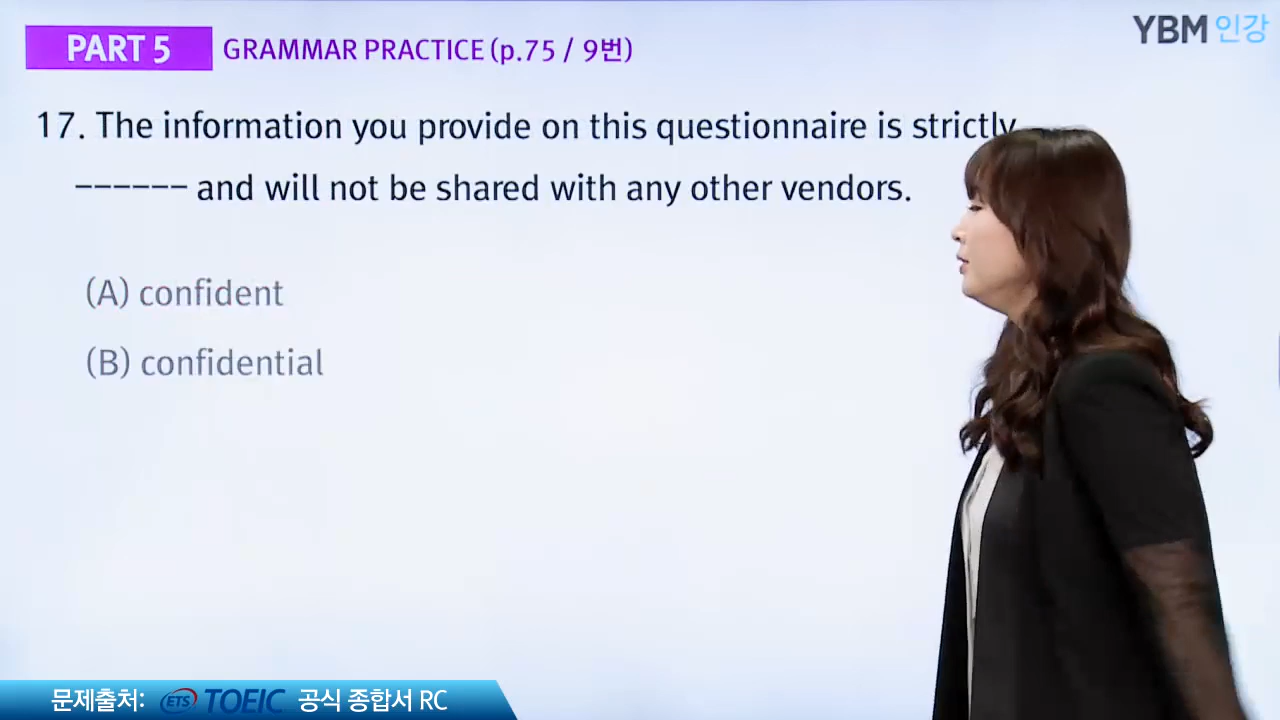 PART 5 GRAMMAR PRACTICE (p.75 / 9번)
YBM 인강
17. The information you provide on this questionnaire is strictly
------ and will not be shared with any other vendors.
(A) confident
(B) confidential
문제출처: ETS TOEIC 공식 종합서 RC